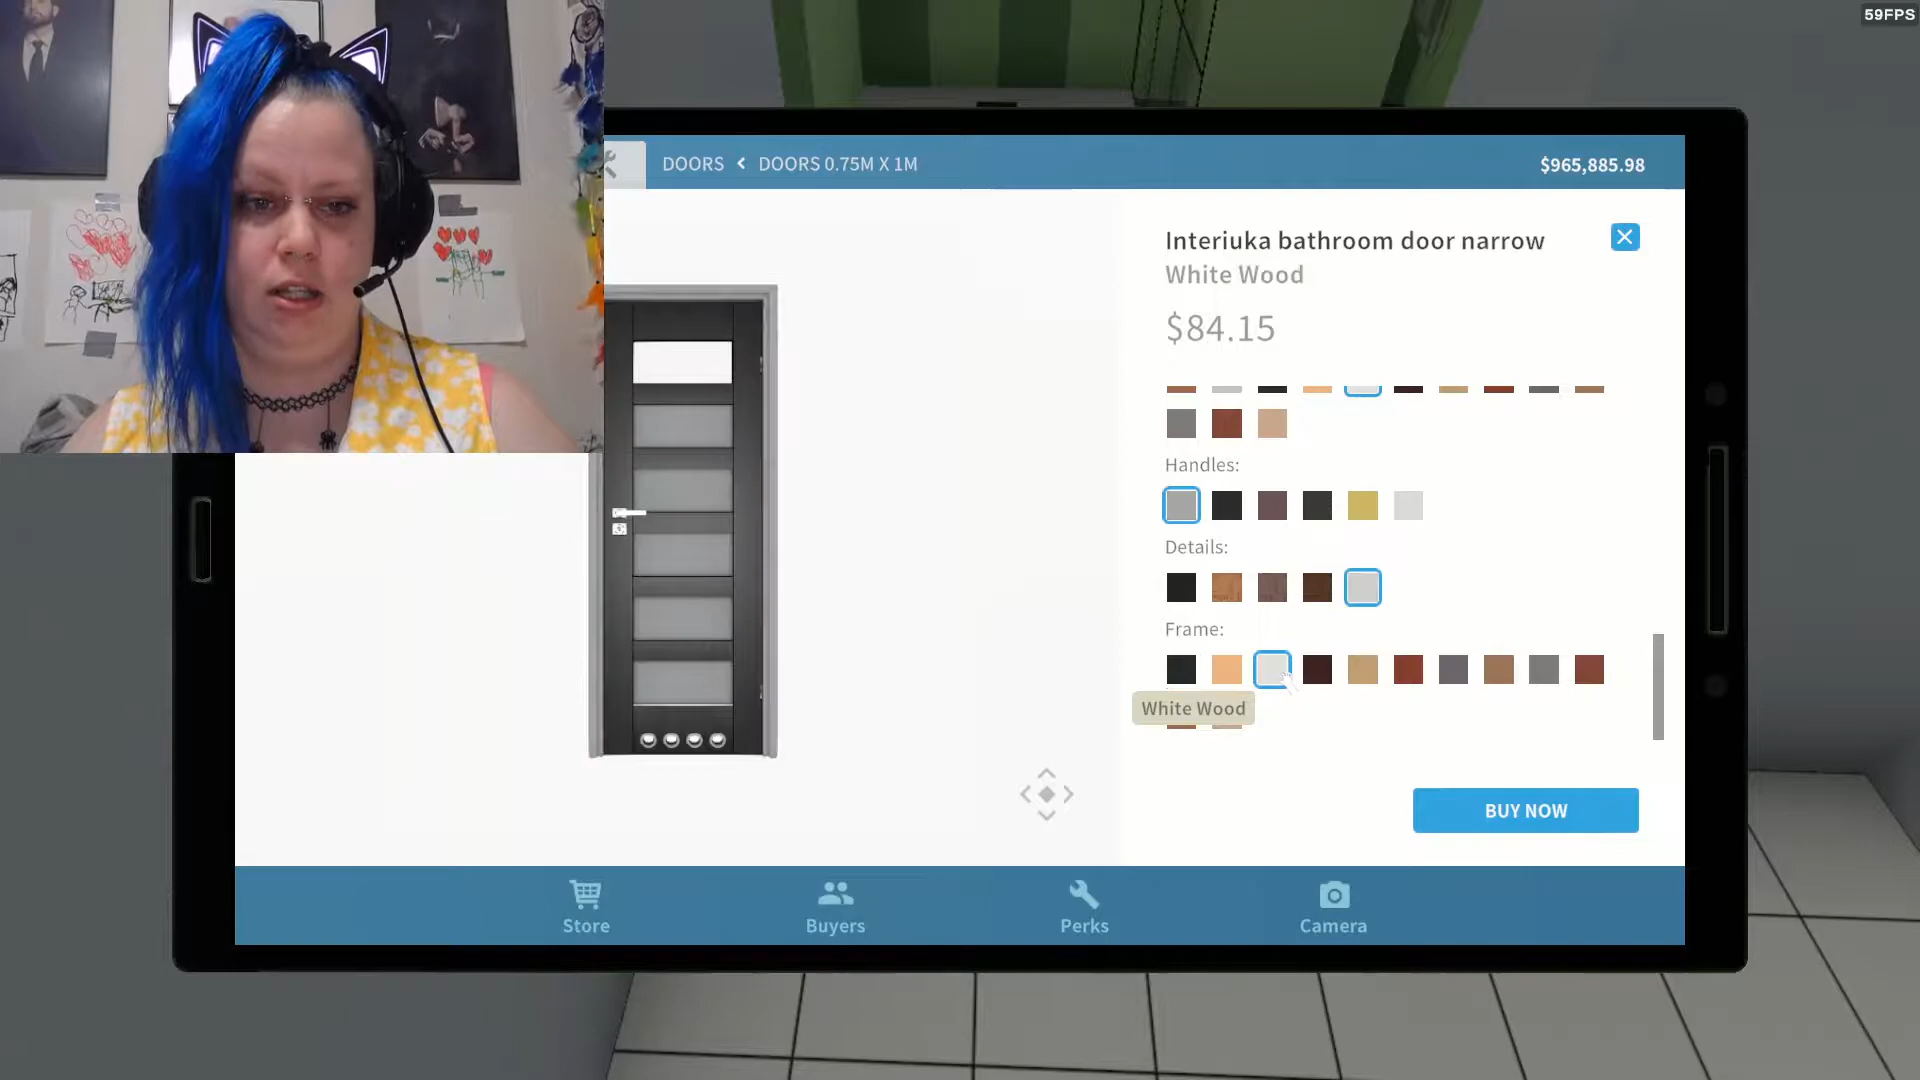 59FPS
DOORS < DOORS 0.75M X 1M
$965,885.98
Interiuka bathroom door narrow
White Wood
$84.15
Handles:
Details:
Frame:
White Wood
BUY NOW
Store
Buyers
Perks
Camera